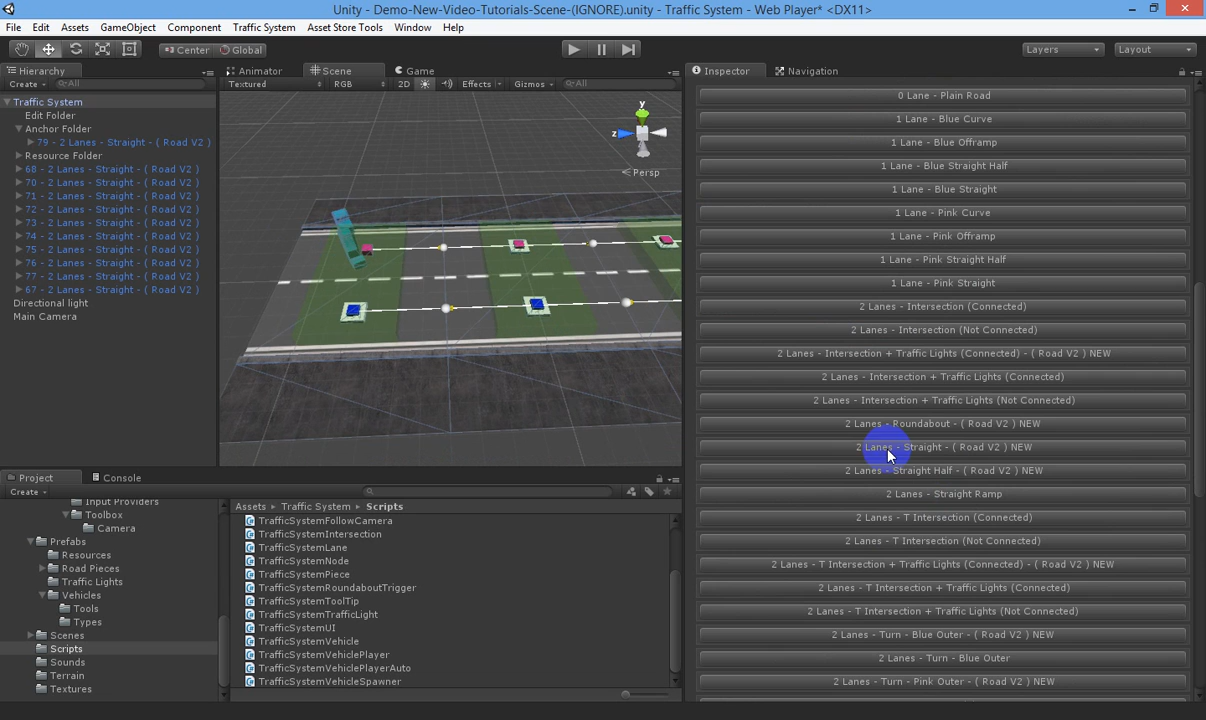 Unity - Demo-New-Video-Tutorials-Scene-(IGNORE).unity - Traffic System - Web Player* <DX11>
File Edit Assets GameObject Component Traffic System Asset Store Tools Window Help
Center Global Layers Layout
Hierarchy
Create All
Traffic System
Edit Folder
Anchor Folder
79 - 2 Lanes - Straight - ( Road V2 )
Resource Folder
68 - 2 Lanes - Straight - ( Road V2 )
70 - 2 Lanes - Straight - ( Road V2 )
71 - 2 Lanes - Straight - ( Road V2 )
72 - 2 Lanes - Straight - ( Road V2 )
73 - 2 Lanes - Straight - ( Road V2 )
74 - 2 Lanes - Straight - ( Road V2 )
75 - 2 Lanes - Straight - ( Road V2 )
76 - 2 Lanes - Straight - ( Road V2 )
77 - 2 Lanes - Straight - ( Road V2 )
67 - 2 Lanes - Straight - ( Road V2 )
Directional light
Main Camera
Animator Scene Game
Textured RGB 2D Effects Gizmos All
y
z
Persp
Project Console
Create
Input Providers
Toolbox
Camera
Prefabs
Resources
Road Pieces
Traffic Lights
Vehicles
Tools
Types
Scenes
Scripts
Sounds
Terrain
Textures
Assets Traffic System Scripts
TrafficSystemFollowCamera
TrafficSystemIntersection
TrafficSystemLane
TrafficSystemNode
TrafficSystemPiece
TrafficSystemRoundaboutTrigger
TrafficSystemToolTip
TrafficSystemTrafficLight
TrafficSystemUI
TrafficSystemVehicle
TrafficSystemVehiclePlayer
TrafficSystemVehiclePlayerAuto
TrafficSystemVehicleSpawner
Inspector Navigation
0 Lane - Plain Road
1 Lane - Blue Curve
1 Lane - Blue Offramp
1 Lane - Blue Straight Half
1 Lane - Blue Straight
1 Lane - Pink Curve
1 Lane - Pink Offramp
1 Lane - Pink Straight Half
1 Lane - Pink Straight
2 Lanes - Intersection (Connected)
2 Lanes - Intersection (Not Connected)
2 Lanes - Intersection + Traffic Lights (Connected) - ( Road V2 ) NEW
2 Lanes - Intersection + Traffic Lights (Connected)
2 Lanes - Intersection + Traffic Lights (Not Connected)
2 Lanes - Roundabout - ( Road V2 ) NEW
2 Lanes - Straight - ( Road V2 ) NEW
2 Lanes - Straight Half - ( Road V2 ) NEW
2 Lanes - Straight Ramp
2 Lanes - T Intersection (Connected)
2 Lanes - T Intersection (Not Connected)
2 Lanes - T Intersection + Traffic Lights (Connected) - ( Road V2 ) NEW
2 Lanes - T Intersection + Traffic Lights (Connected)
2 Lanes - T Intersection + Traffic Lights (Not Connected)
2 Lanes - Turn - Blue Outer - ( Road V2 ) NEW
2 Lanes - Turn - Blue Outer
2 Lanes - Turn - Pink Outer - ( Road V2 ) NEW